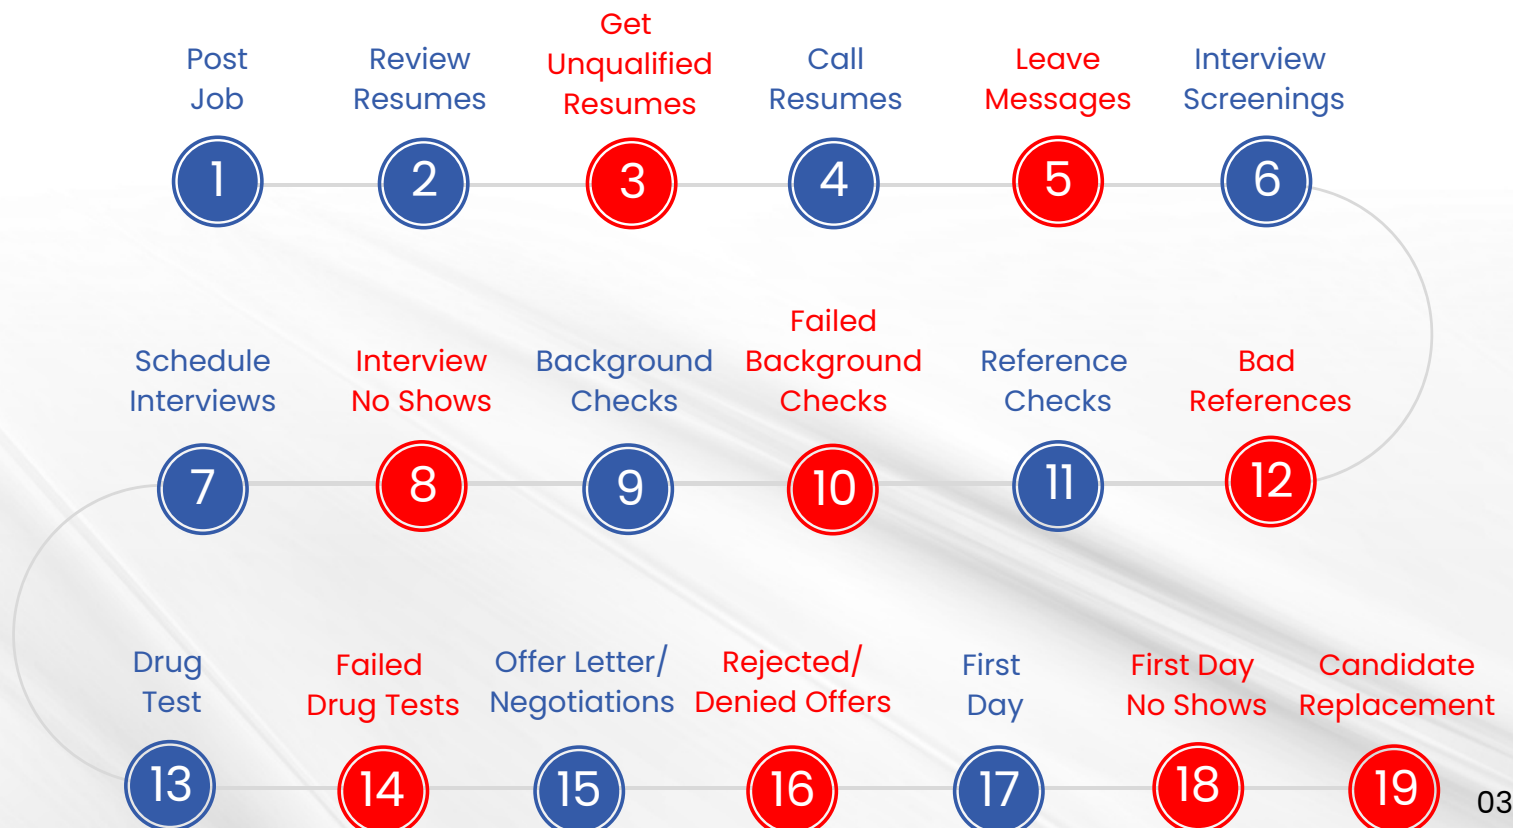 Post
Job
1
Review
Resumes
2
Get
Unqualified
Resumes
3
Call
Resumes
4
Leave
Messages
5
Interview
Screenings
6
Schedule
Interviews
7
Interview
No Shows
8
Background
Checks
9
Failed
Background
Checks
10
Reference
Checks
11
Bad
References
12
Drug
Test
13
Failed
Drug Tests
14
Offer Letter/
Negotiations
15
Rejected/
Denied Offers
16
First
Day
17
First Day
No Shows
18
Candidate
Replacement
19
03